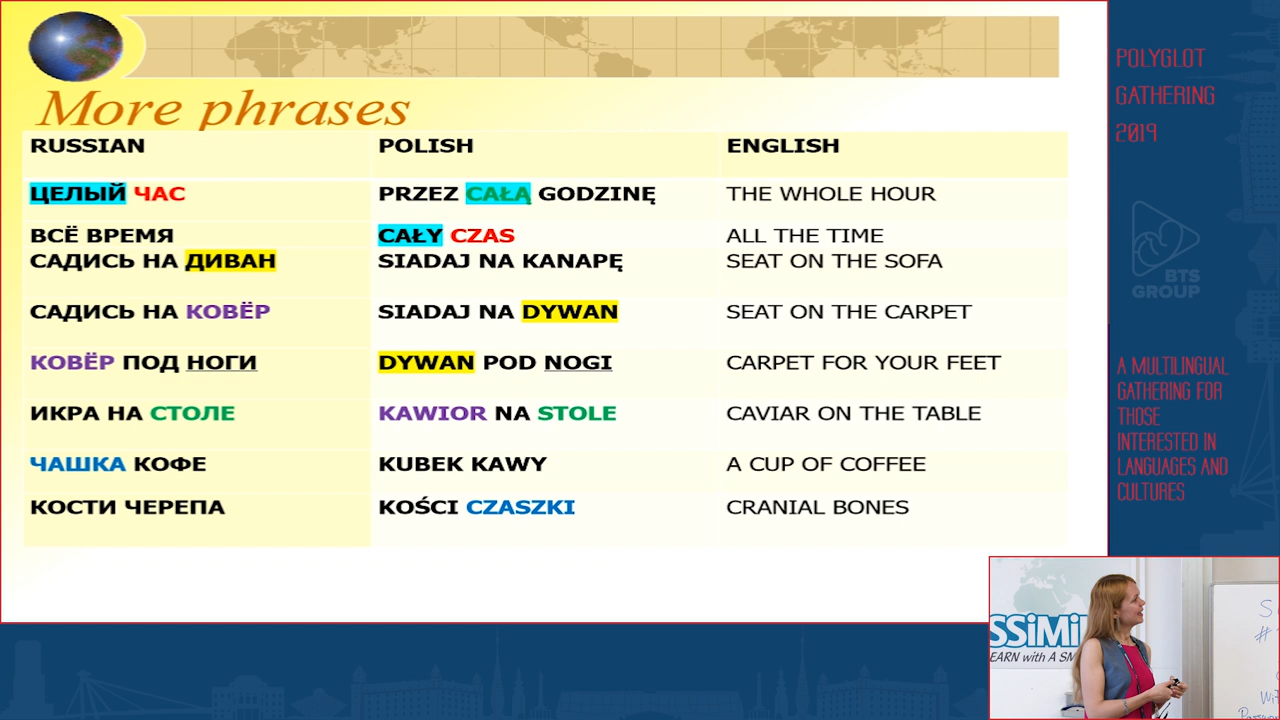 More phrases
RUSSIAN POLISH ENGLISH
ЦЕЛЫЙ ЧАС PRZEZ CAŁĄ GODZINĘ THE WHOLE HOUR
ВСЁ ВРЕМЯ CAŁY CZAS ALL THE TIME
САДИСЬ НА ДИВАН SIADAJ NA KANAPĘ SEAT ON THE SOFA
САДИСЬ НА КОВЁР SIADAJ NA DYWAN SEAT ON THE CARPET
КОВЁР ПОД НОГИ DYWAN POD NOGI CARPET FOR YOUR FEET
ИКРА НА СТОЛЕ KAWIOR NA STOLE CAVIAR ON THE TABLE
ЧАШКА КОФЕ KUBEK KAWY A CUP OF COFFEE
КОСТИ ЧЕРЕПА KOŚCI CZASZKI CRANIAL BONES
POLYGLOT
GATHERING
2019
BTS
GROUP
A MULTILINGUAL
GATHERING FOR
THOSE
INTERESTED IN
LANGUAGES AND
CULTURES
SSiMi
EARN with A SM
S
#